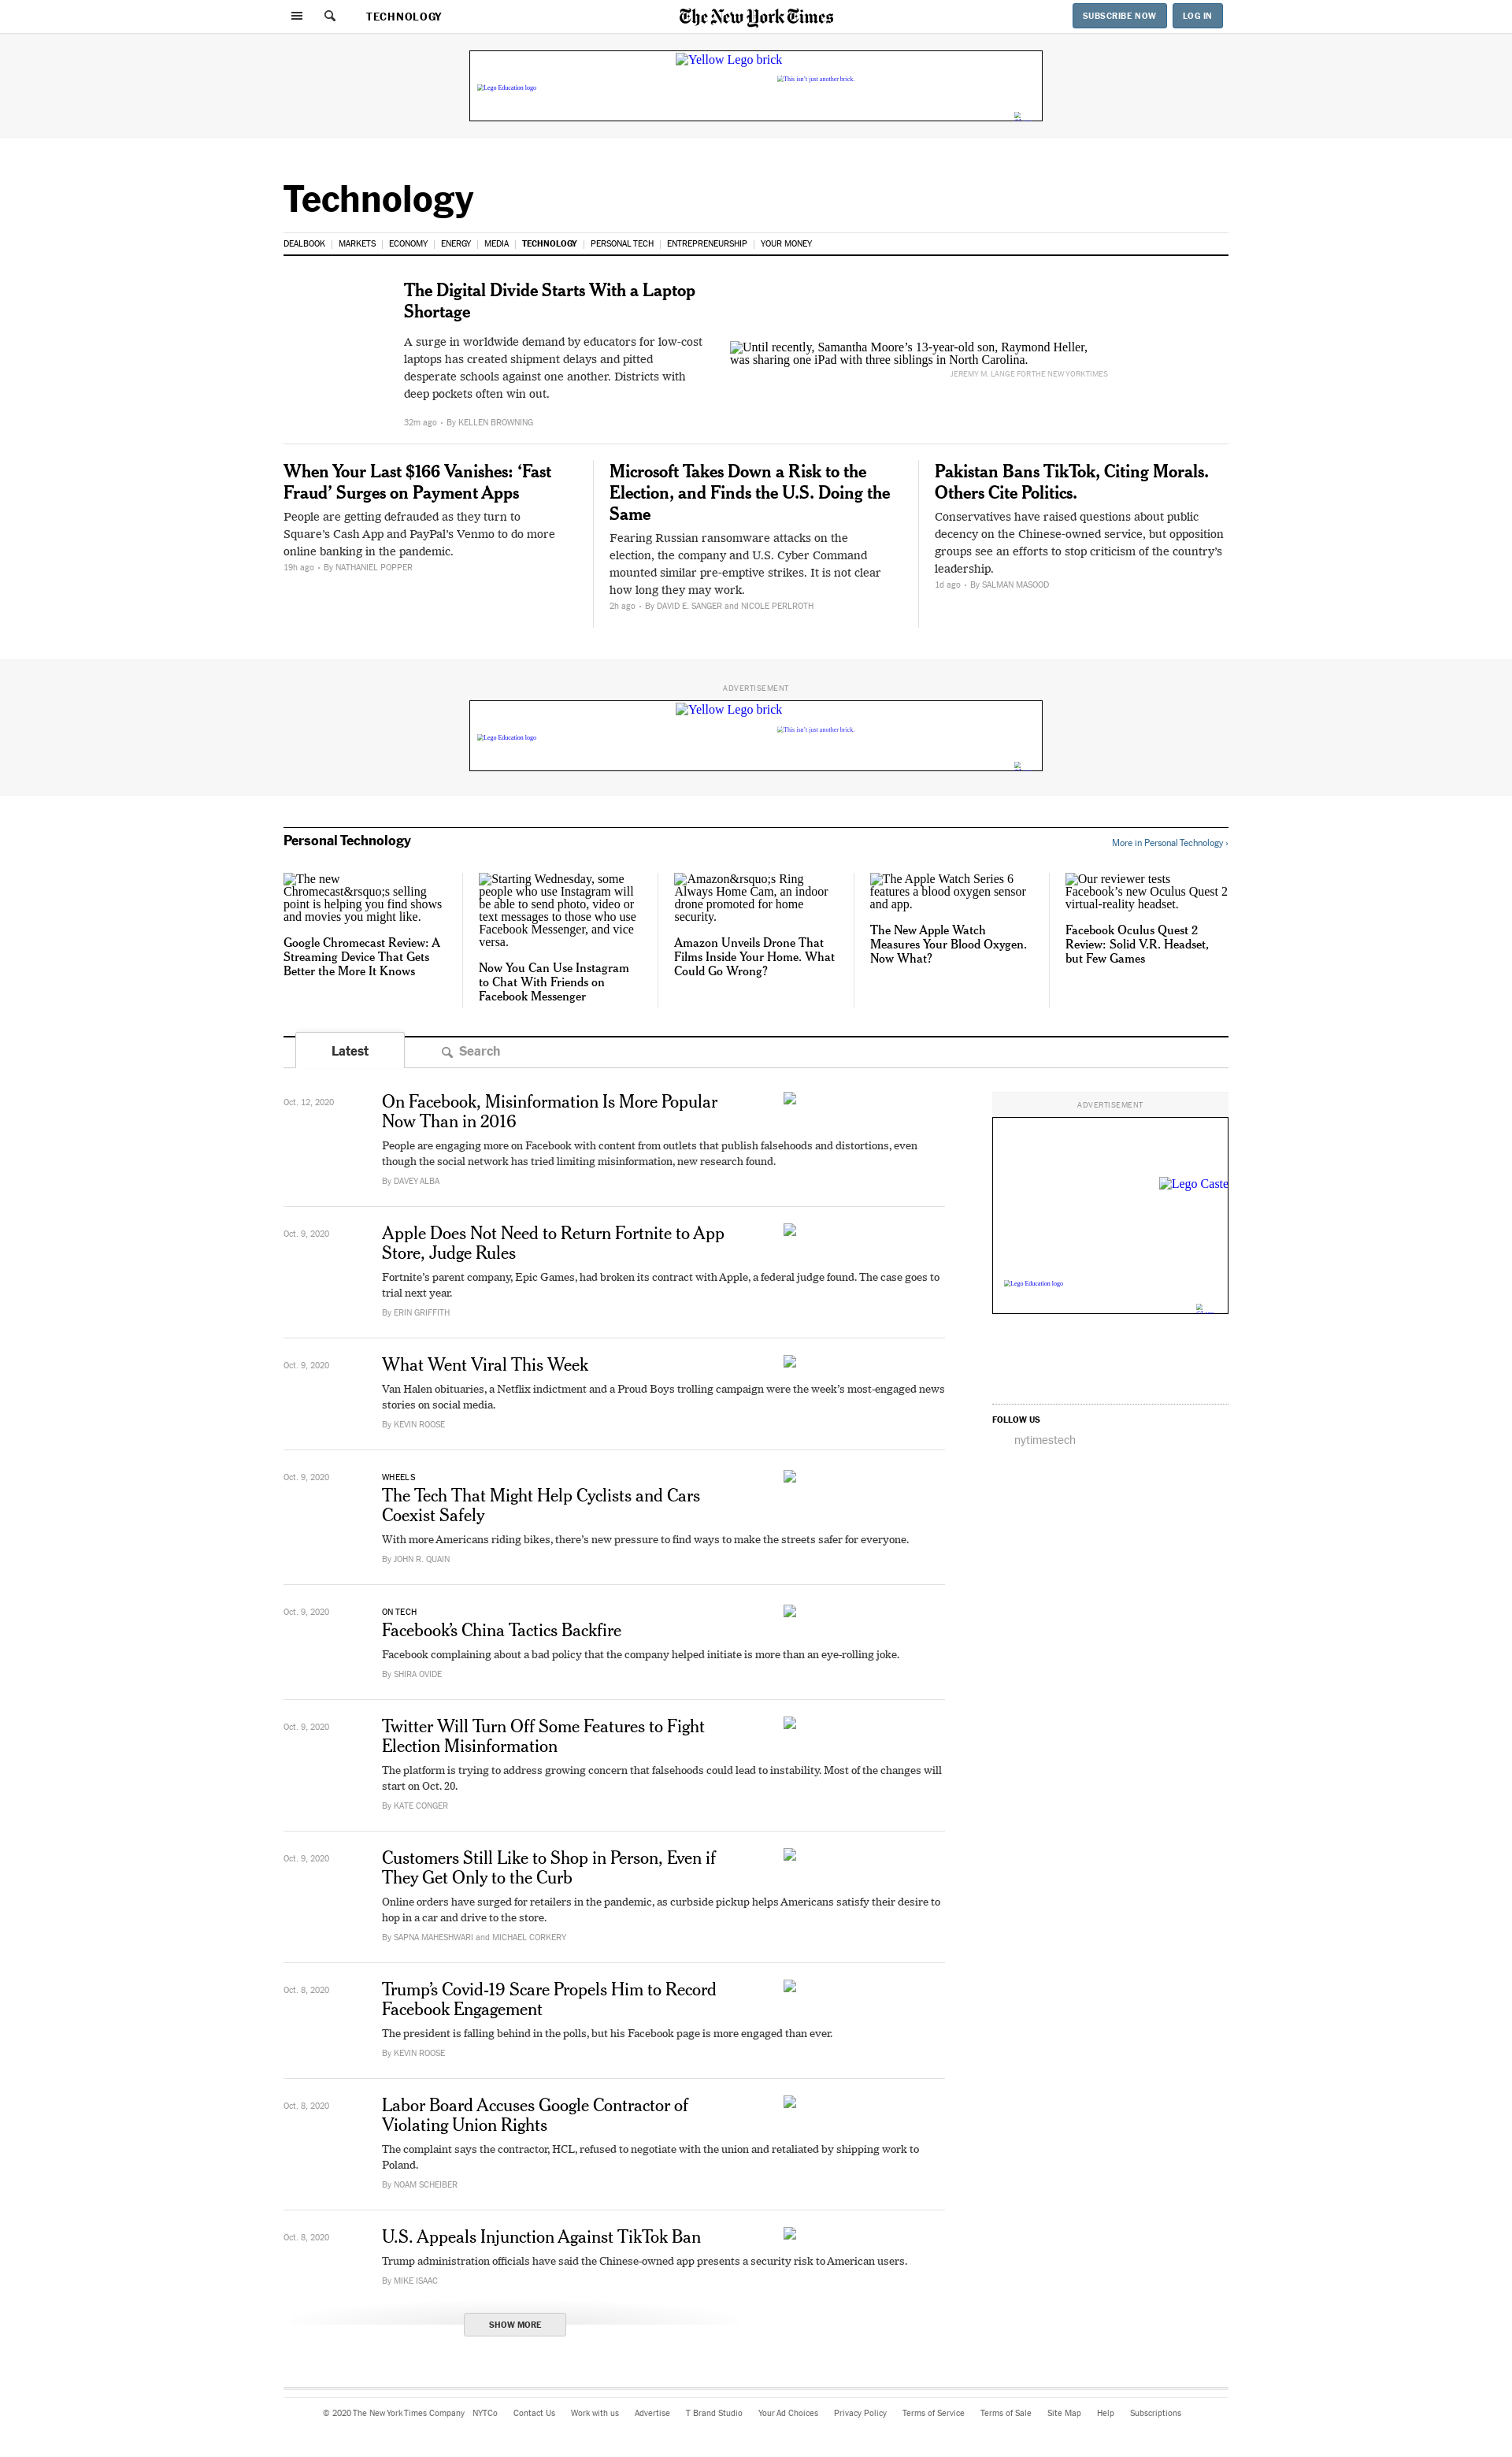 TECHNOLOGY
The New York Times
SUBSCRIBE NOW
LOG IN
Yellow Lego brick
This isn't just another brick.
Lego Education logo
Technology
DEALBOOK
MARKETS
ECONOMY
ENERGY
MEDIA
TECHNOLOGY
PERSONAL TECH
ENTREPRENEURSHIP
YOUR MONEY
The Digital Divide Starts With a Laptop
Shortage
A surge in worldwide demand by educators for low-cost
laptops has created shipment delays and pitted
desperate schools against one another. Districts with
deep pockets often win out.
32m ago • By KELLEN BROWNING
Until recently, Samantha Moore’s 13-year-old son, Raymond Heller,
was sharing one iPad with three siblings in North Carolina.
JEREMY M. LANGE FOR THE NEW YORK TIMES
When Your Last $166 Vanishes: ‘Fast
Fraud’ Surges on Payment Apps
People are getting defrauded as they turn to
Square’s Cash App and PayPal’s Venmo to do more
online banking in the pandemic.
19h ago • By NATHANIEL POPPER
Microsoft Takes Down a Risk to the
Election, and Finds the U.S. Doing the
Same
Fearing Russian ransomware attacks on the
election, the company and U.S. Cyber Command
mounted similar pre-emptive strikes. It is not clear
how long they may work.
2h ago • By DAVID E. SANGER and NICOLE PERLROTH
Pakistan Bans TikTok, Citing Morals.
Others Cite Politics.
Conservatives have raised questions about public
decency on the Chinese-owned service, but opposition
groups see an efforts to stop criticism of the country’s
leadership.
1d ago • By SALMAN MASOOD
ADVERTISEMENT
Yellow Lego brick
This isn't just another brick.
Lego Education logo
Personal Technology
More in Personal Technology ›
The new
Chromecast&rsquo;s selling
point is helping you find shows
and movies you might like.
Google Chromecast Review: A
Streaming Device That Gets
Better the More It Knows
Starting Wednesday, some
people who use Instagram will
be able to send photo, video or
text messages to those who use
Facebook Messenger, and vice
versa.
Now You Can Use Instagram
to Chat With Friends on
Facebook Messenger
Amazon&rsquo;s Ring
Always Home Cam, an indoor
drone promoted for home
security.
Amazon Unveils Drone That
Films Inside Your Home. What
Could Go Wrong?
The Apple Watch Series 6
features a blood oxygen sensor
and app.
The New Apple Watch
Measures Your Blood Oxygen.
Now What?
Our reviewer tests
Facebook’s new Oculus Quest 2
virtual-reality headset.
Facebook Oculus Quest 2
Review: Solid V.R. Headset,
but Few Games
Latest
Search
Oct. 12, 2020
On Facebook, Misinformation Is More Popular
Now Than in 2016
People are engaging more on Facebook with content from outlets that publish falsehoods and distortions, even
though the social network has tried limiting misinformation, new research found.
By DAVEY ALBA
ADVERTISEMENT
Lego Caste
Lego Education logo
Oct. 9, 2020
Apple Does Not Need to Return Fortnite to App
Store, Judge Rules
Fortnite’s parent company, Epic Games, had broken its contract with Apple, a federal judge found. The case goes to
trial next year.
By ERIN GRIFFITH
Oct. 9, 2020
What Went Viral This Week
Van Halen obituaries, a Netflix indictment and a Proud Boys trolling campaign were the week’s most-engaged news
stories on social media.
By KEVIN ROOSE
FOLLOW US
nytimestech
Oct. 9, 2020
WHEELS
The Tech That Might Help Cyclists and Cars
Coexist Safely
With more Americans riding bikes, there’s new pressure to find ways to make the streets safer for everyone.
By JOHN R. QUAIN
Oct. 9, 2020
ON TECH
Facebook’s China Tactics Backfire
Facebook complaining about a bad policy that the company helped initiate is more than an eye-rolling joke.
By SHIRA OVIDE
Oct. 9, 2020
Twitter Will Turn Off Some Features to Fight
Election Misinformation
The platform is trying to address growing concern that falsehoods could lead to instability. Most of the changes will
start on Oct. 20.
By KATE CONGER
Oct. 9, 2020
Customers Still Like to Shop in Person, Even if
They Get Only to the Curb
Online orders have surged for retailers in the pandemic, as curbside pickup helps Americans satisfy their desire to
hop in a car and drive to the store.
By SAPNA MAHESHWARI and MICHAEL CORKERY
Oct. 8, 2020
Trump’s Covid-19 Scare Propels Him to Record
Facebook Engagement
The president is falling behind in the polls, but his Facebook page is more engaged than ever.
By KEVIN ROOSE
Oct. 8, 2020
Labor Board Accuses Google Contractor of
Violating Union Rights
The complaint says the contractor, HCL, refused to negotiate with the union and retaliated by shipping work to
Poland.
By NOAM SCHEIBER
Oct. 8, 2020
U.S. Appeals Injunction Against TikTok Ban
Trump administration officials have said the Chinese-owned app presents a security risk to American users.
By MIKE ISAAC
SHOW MORE
© 2020 The New York Times Company
NYTCo
Contact Us
Work with us
Advertise
T Brand Studio
Your Ad Choices
Privacy Policy
Terms of Service
Terms of Sale
Site Map
Help
Subscriptions